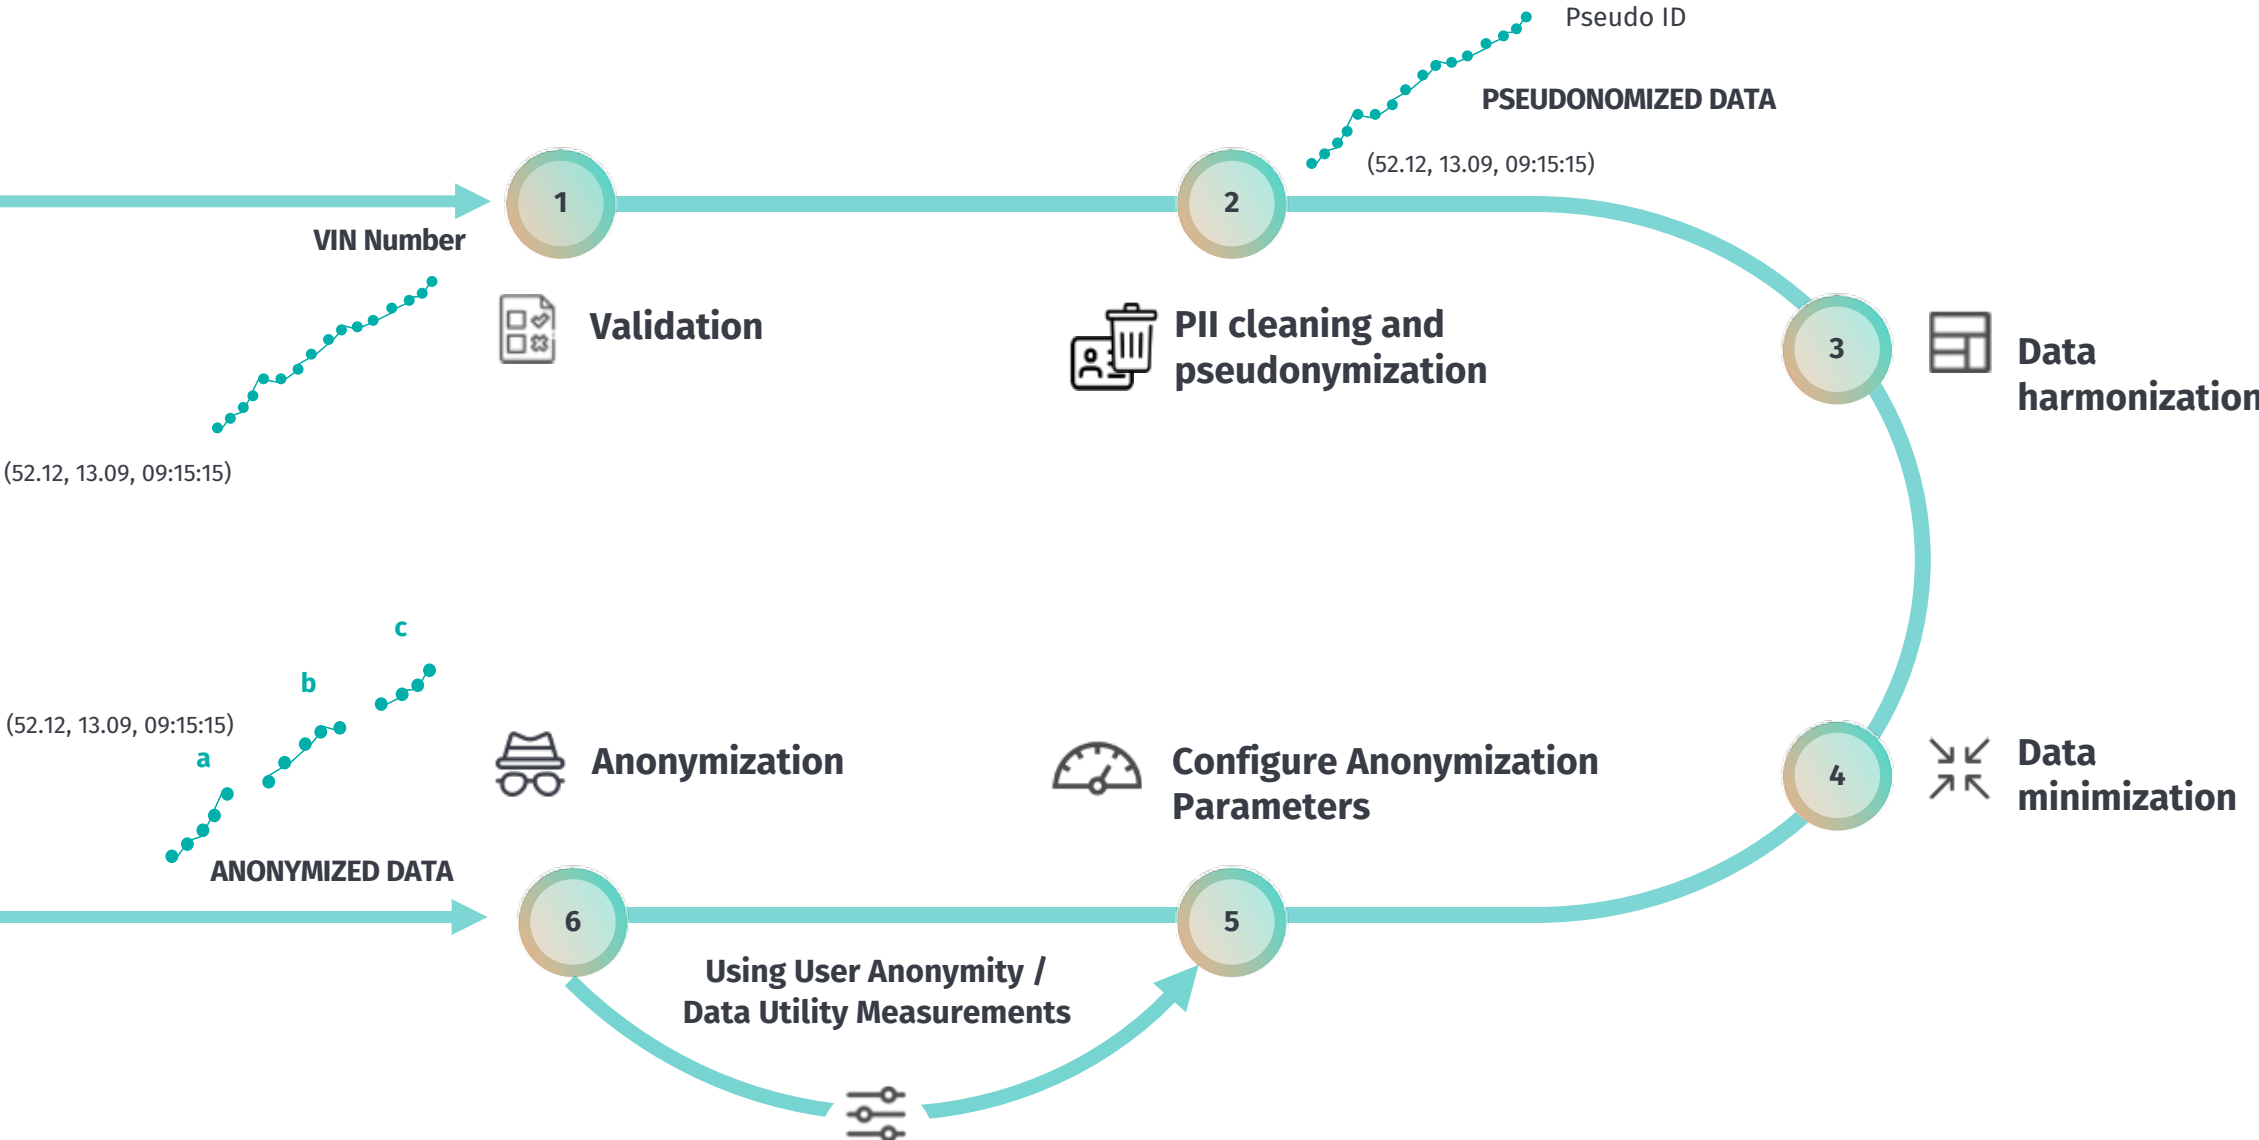 Pseudo ID
PSEUDONOMIZED DATA
(52.12, 13.09, 09:15:15)
1
2
VIN Number
Validation
PII cleaning and
pseudonymization
3
Data
harmonization
(52.12, 13.09, 09:15:15)
c
b
(52.12, 13.09, 09:15:15)
a
ANONYMIZED DATA
Anonymization
Configure Anonymization
Parameters
4
Data
minimization
6
5
Using User Anonymity /
Data Utility Measurements